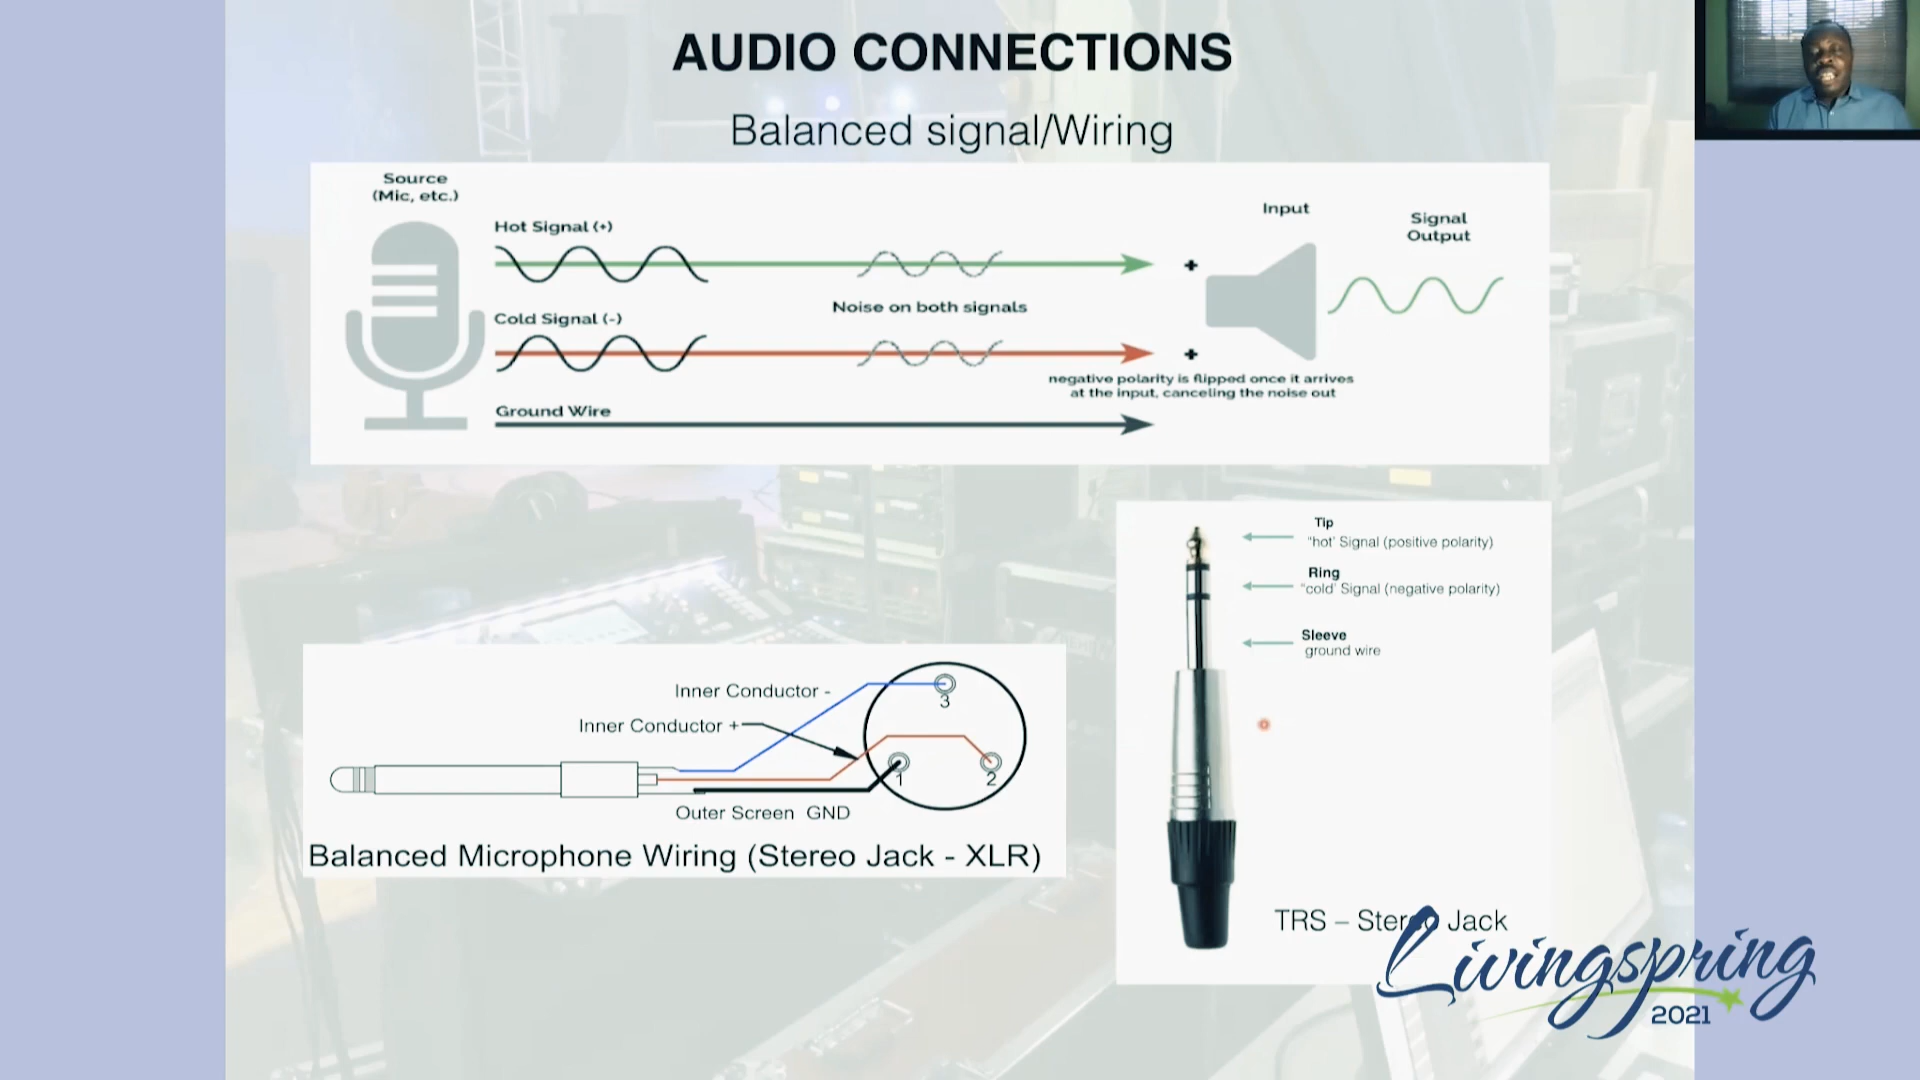 AUDIO CONNECTIONS
Balanced signal/Wiring
Source
(Mic, etc.)
Hot Signal (+)
Noise on both signals
Cold Signal (-)
Ground Wire
Input
Signal
Output
+
+
negative polarity is flipped once it arrives
at the input, canceling the noise out
Inner Conductor -
Inner Conductor +
3
1
2
Outer Screen GND
Balanced Microphone Wiring (Stereo Jack - XLR)
Tip
"hot' Signal (positive polarity)
Ring
"cold' Signal (negative polarity)
Sleeve
ground wire
TRS – Stereo Jack
Livingspring
2021